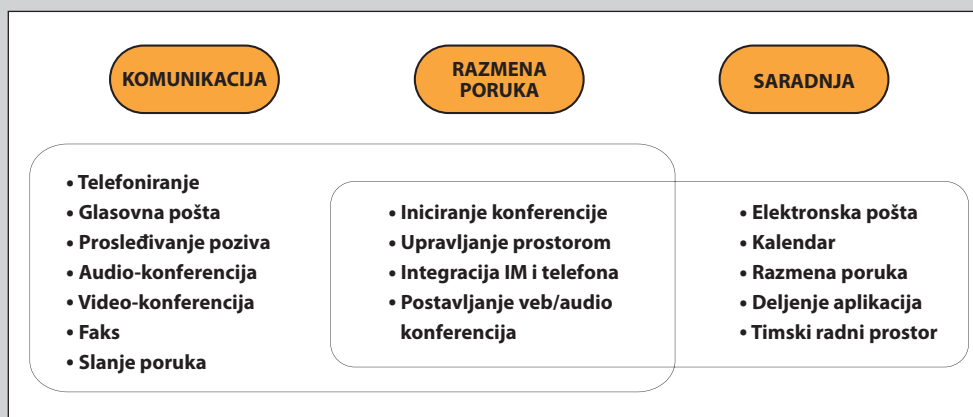 KOMUNIKACIJA
RAZMENA
PORUKA
SARADNJA
• Telefoniranje
• Glasovna pošta
• Prosleđivanje poziva
• Audio-konferencija
• Video-konferencija
• Faks
• Slanje poruka
• Iniciranje konferencije
• Upravljanje prostorom
• Integracija IM i telefona
• Postavljanje veb/audio
konferencija
• Elektronska pošta
• Kalendar
• Razmena poruka
• Deljenje aplikacija
• Timski radni prostor